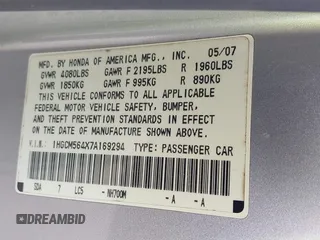 MFD. BY HONDA OF AMERICA MFG., INC. 05/07
GVWR 4080LBS GAWR F 2195LBS R 1960LBS
GVWR 1850KG GAWR F 995KG R 890KG
THIS VEHICLE CONFORMS TO ALL APPLICABLE
FEDERAL MOTOR VEHICLE SAFETY, BUMPER,
AND THEFT PREVENTION STANDARDS IN EFFECT
ON THE DATE OF MANUFACTURE SHOWN ABOVE.
V.I.N.: 1HGCM564X7A169294 TYPE: PASSENGER CAR
SDA 7 LCS - NH700M - A - A
DREAMBID
.COM